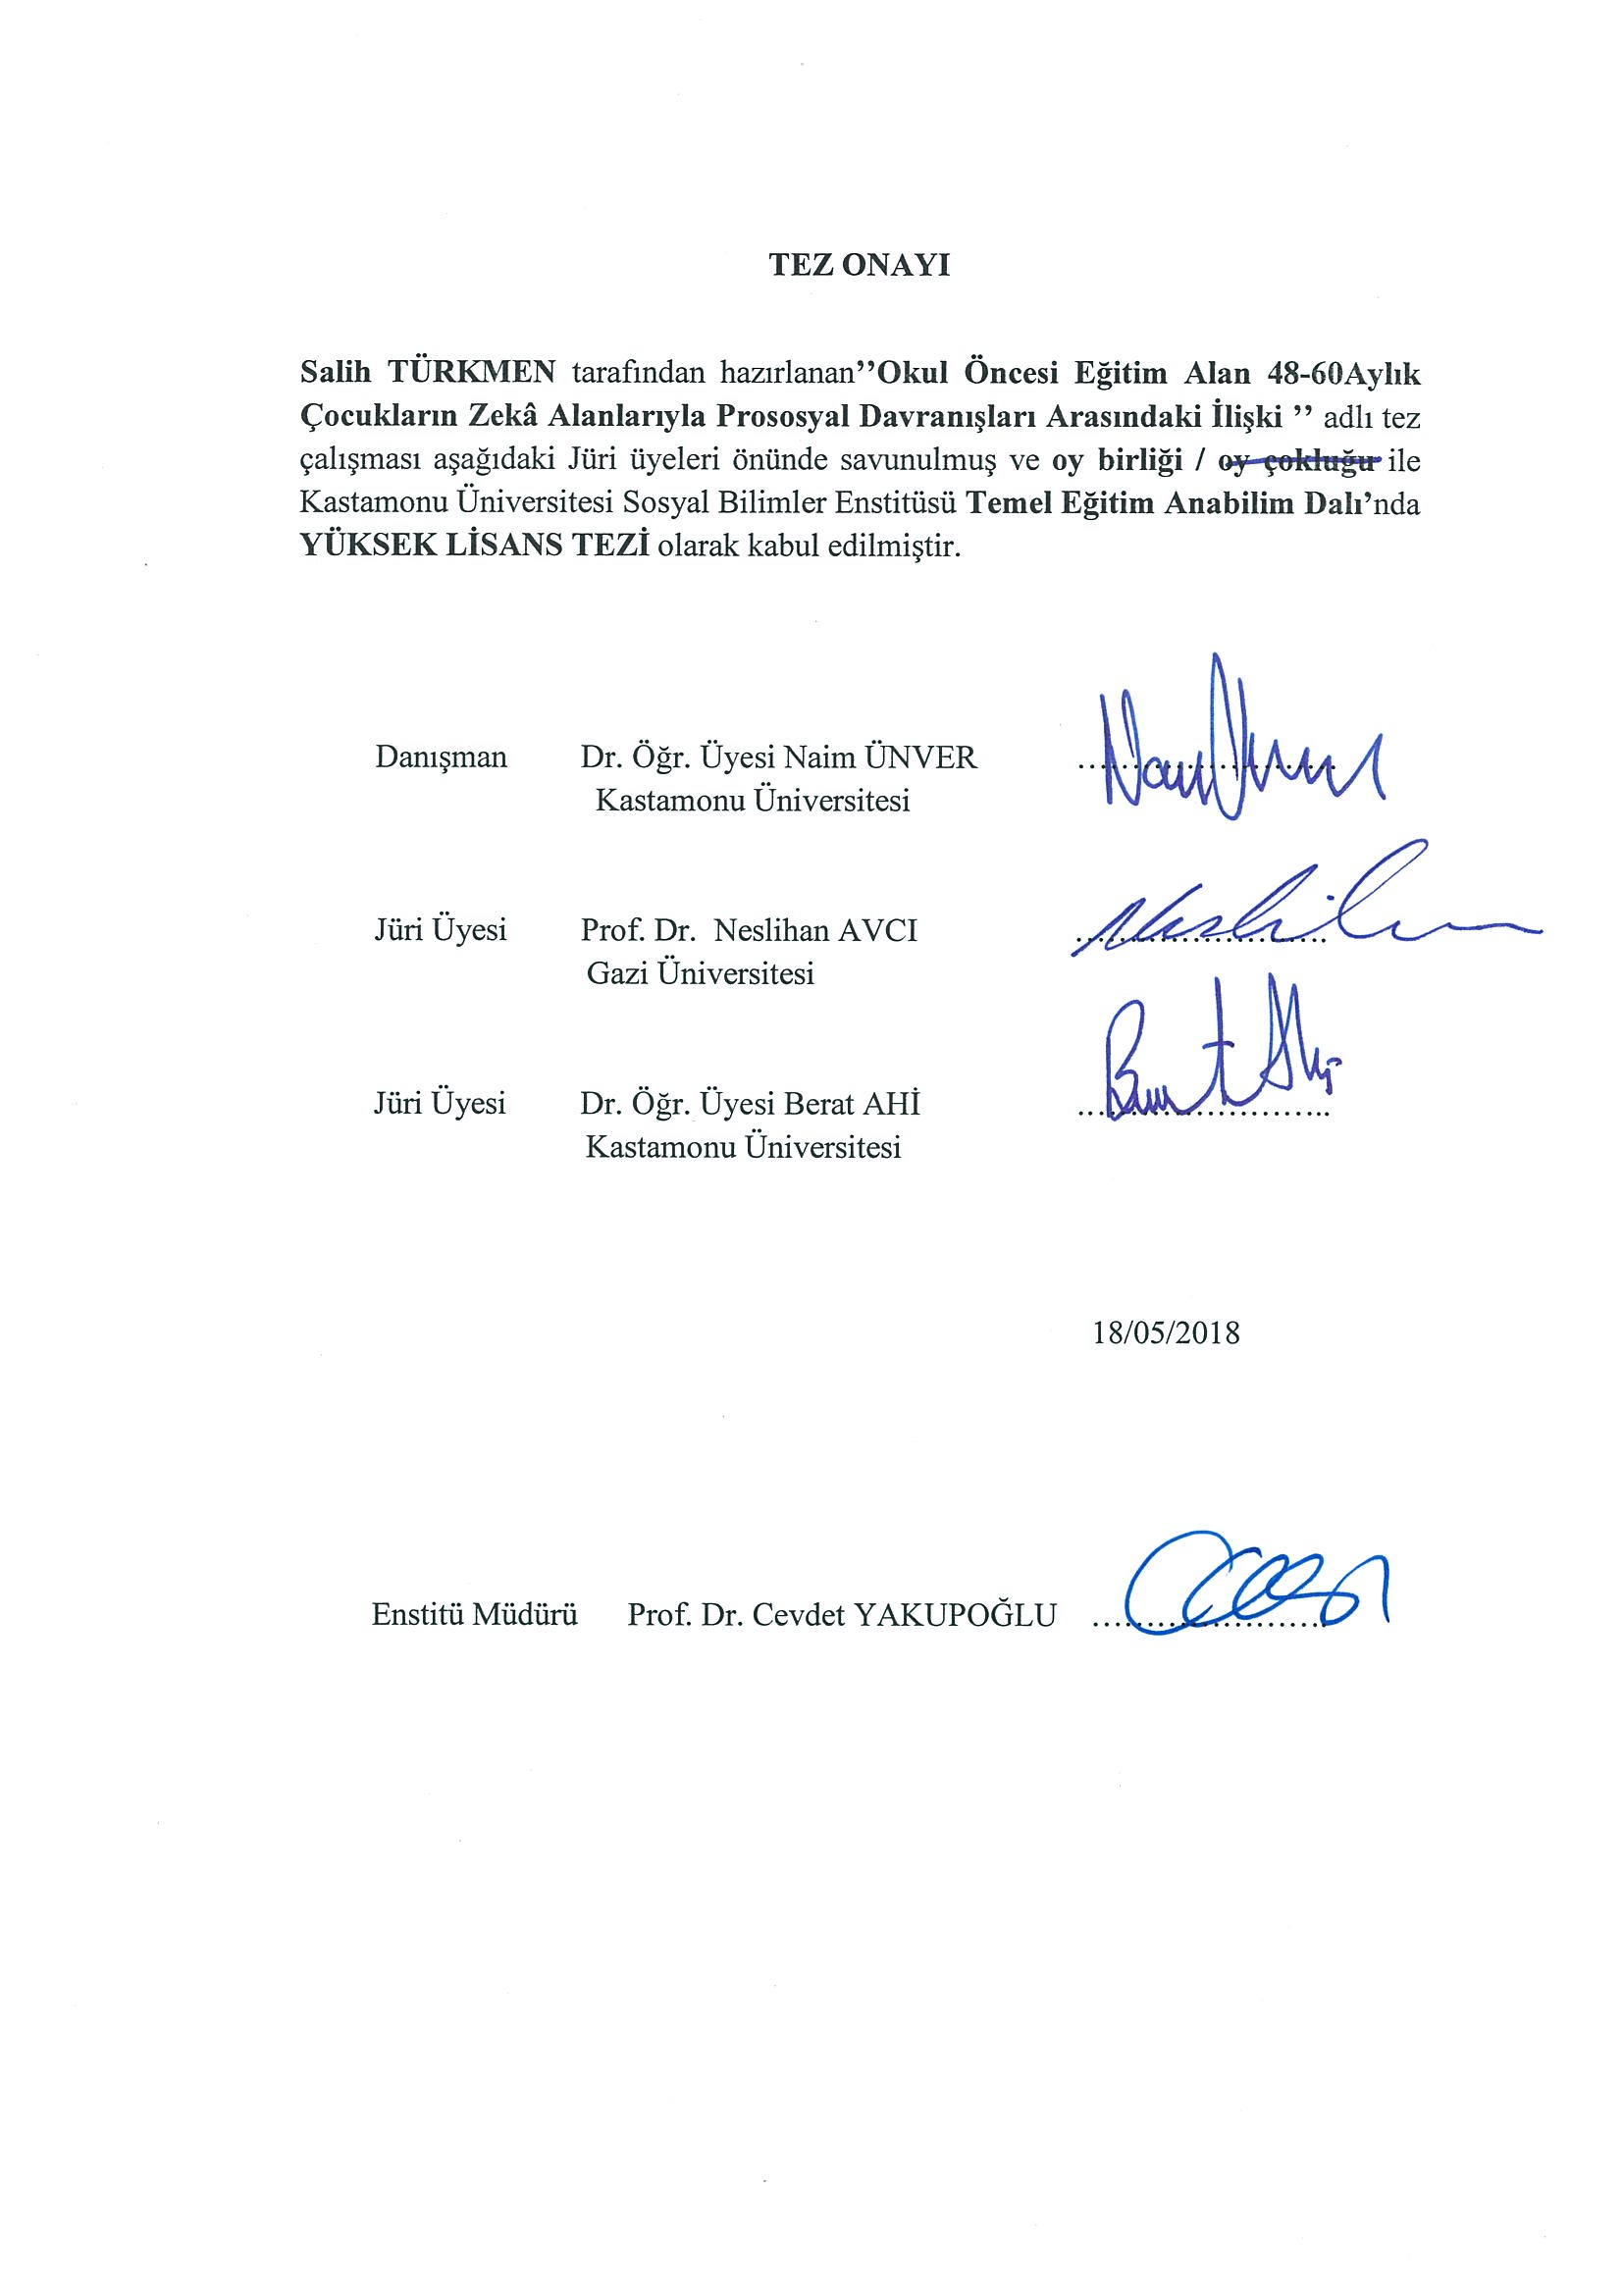 TEZ ONAYI
Salih TÜRKMEN tarafından hazırlanan’’Okul Öncesi Eğitim Alan 48-60Aylık
Çocukların Zekâ Alanlarıyla Prososyal Davranışları Arasındaki İlişki ’’ adlı tez
çalışması aşağıdaki Jüri üyeleri önünde savunulmuş ve oy birliği / oy çokluğu ile
Kastamonu Üniversitesi Sosyal Bilimler Enstitüsü Temel Eğitim Anabilim Dalı’nda
YÜKSEK LİSANS TEZİ olarak kabul edilmiştir.
Danışman Dr. Öğr. Üyesi Naim ÜNVER ........................
Kastamonu Üniversitesi
Jüri Üyesi Prof. Dr. Neslihan AVCI ........................
Gazi Üniversitesi
Jüri Üyesi Dr. Öğr. Üyesi Berat AHİ ........................
Kastamonu Üniversitesi
18/05/2018
Enstitü Müdürü Prof. Dr. Cevdet YAKUPOĞLU ......................